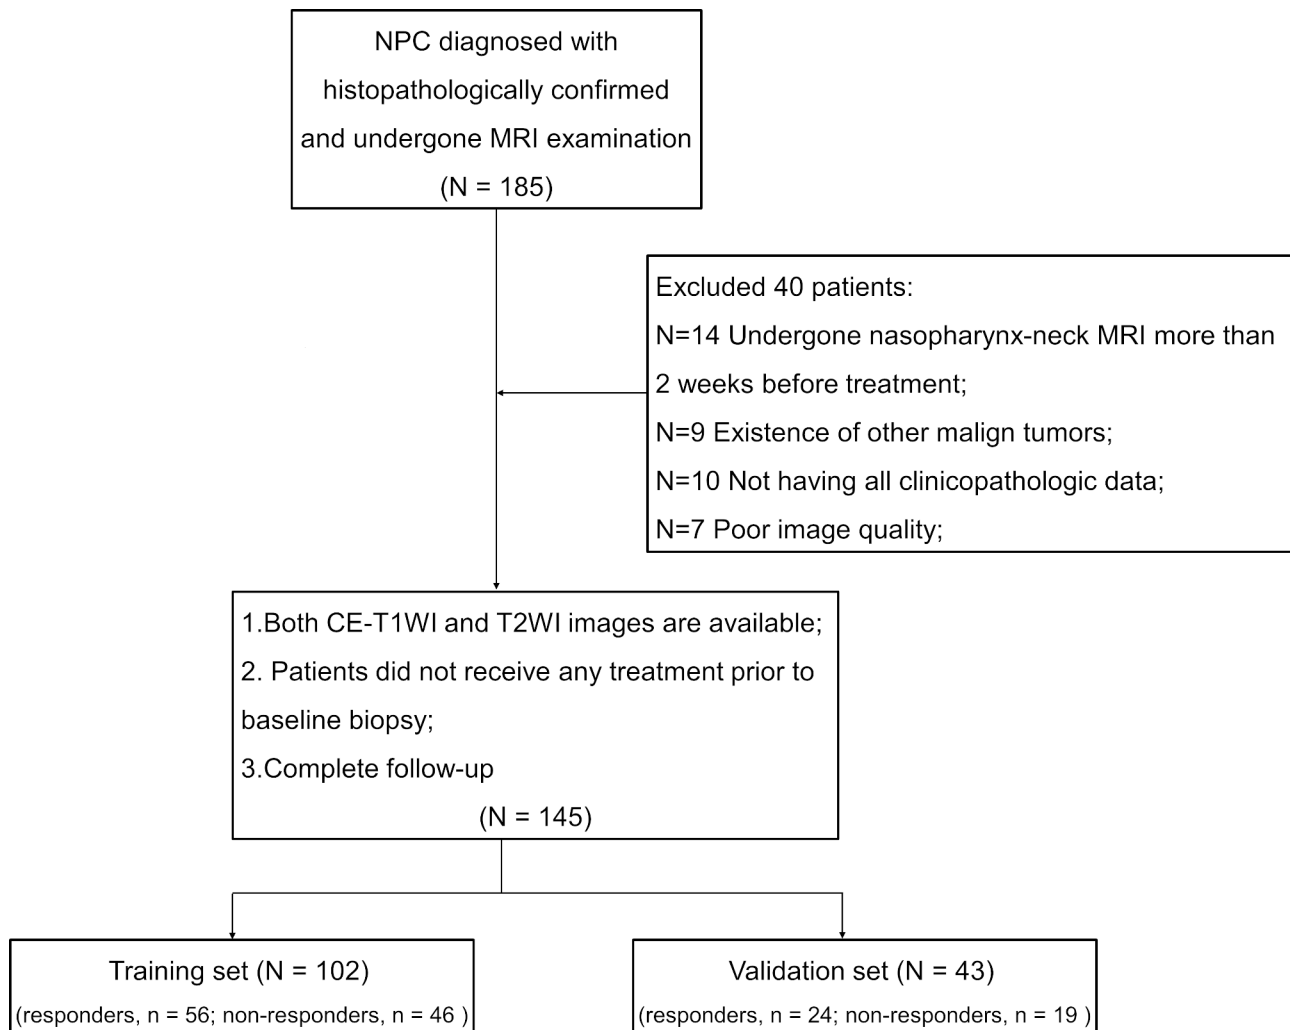 NPC diagnosed with
histopathologically confirmed
and undergone MRI examination
(N = 185)
Excluded 40 patients:
N=14 Undergone nasopharynx-neck MRI more than
2 weeks before treatment;
N=9 Existence of other malign tumors;
N=10 Not having all clinicopathologic data;
N=7 Poor image quality;
1.Both CE-T1WI and T2WI images are available;
2. Patients did not receive any treatment prior to
baseline biopsy;
3.Complete follow-up
(N = 145)
Training set (N = 102)
(responders, n = 56; non-responders, n = 46 )
Validation set (N = 43)
(responders, n = 24; non-responders, n = 19 )